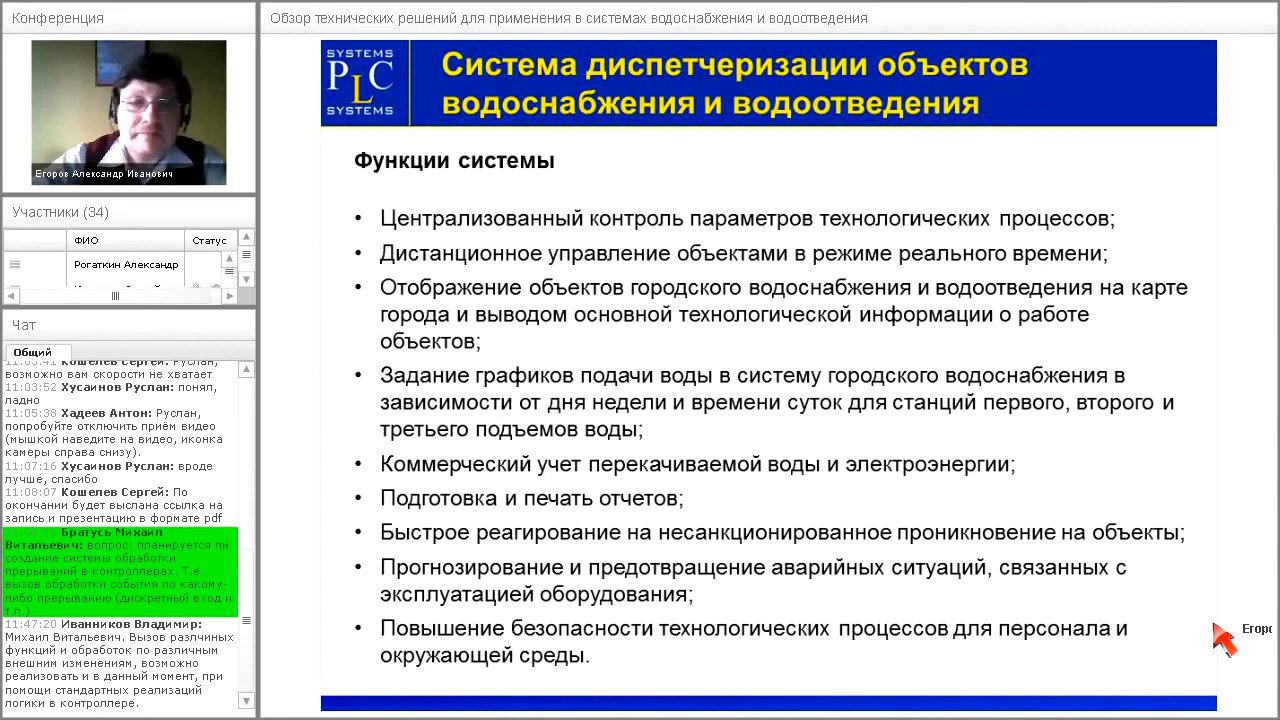 Конференция
Егоров Александр Иванович
Участники (34)
ФИО
Статус
Рогаткин Александр
Чат
Общий
11:03:41 Кошелев Сергей: Руслан,
возможно вам скорости не хватает
11:03:52 Хусаинов Руслан: понял,
ладно
11:05:38 Хадеев Антон: Руслан,
попробуйте отключить приём видео
(мышкой наведите на видео, иконка
камеры справа внизу).
11:07:16 Хусаинов Руслан: вроде
лучше, спасибо
11:08:07 Кошелев Сергей: По
окончании будет выслана ссылка на
запись и презентацию в формате pdf
Братусь Михаил
Витальевич: вопрос: планируется ли
создание системы обработки
прерываний в контроллерах. Т.е.
вызов обработки события по какому-
либо прерыванию (дискретный вход и
т.п.)
11:47:20 Иванников Владимир:
Михаил Витальевич. Вызов разлчиных
функций и обработок по различным
внешним изменениям, возможно
реализовать и в данный момент, при
помощи стандартных реализаций
логики в контроллере.
Обзор технических решений для применения в системах водоснабжения и водоотведения
SYSTEMS
PLC
SYSTEMS
Система диспетчеризации объектов
водоснабжения и водоотведения
Функции системы
• Централизованный контроль параметров технологических процессов;
• Дистанционное управление объектами в режиме реального времени;
• Отображение объектов городского водоснабжения и водоотведения на карте
города и выводом основной технологической информации о работе
объектов;
• Задание графиков подачи воды в систему городского водоснабжения в
зависимости от дня недели и времени суток для станций первого, второго и
третьего подъемов воды;
• Коммерческий учет перекачиваемой воды и электроэнергии;
• Подготовка и печать отчетов;
• Быстрое реагирование на несанкционированное проникновение на объекты;
• Прогнозирование и предотвращение аварийных ситуаций, связанных с
эксплуатацией оборудования;
• Повышение безопасности технологических процессов для персонала и
окружающей среды.
Егоро